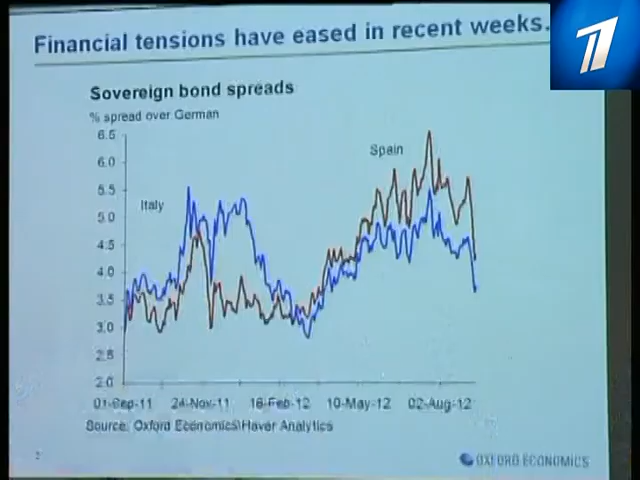 Financial tensions have eased in recent weeks.
1
Sovereign bond spreads
% spread over German
6.5
Spain
6.0
5.5
Italy
5.0
4.5
4.0
3.5
3.0
2.5
2.0
01-Sep-11 24-Nov-11 16-Feb-12 10-May-12 02-Aug-12
Source: Oxford Economics\Haver Analytics
2
OXFORD ECONOMICS